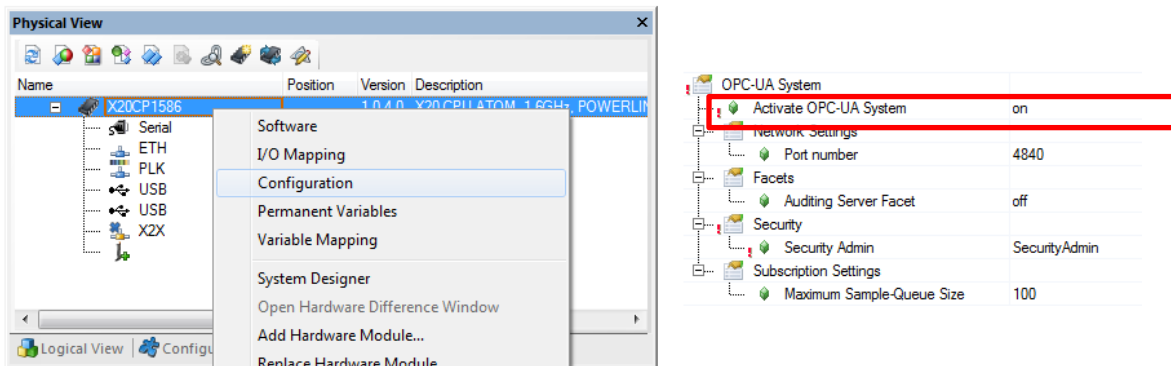 Physical View
Name Position Version Description
X20CP1586 1.0.4.0 X20 CPU ATOM, 1.6GHz, POWERLIN
Serial
ETH
PLK
USB
USB
X2X
Software
I/O Mapping
Configuration
Permanent Variables
Variable Mapping
System Designer
Open Hardware Difference Window
Add Hardware Module...
Replace Hardware Module
Logical View Configu
OPC-UA System
Activate OPC-UA System on
Network Settings
Port number 4840
Facets
Auditing Server Facet off
Security
Security Admin SecurityAdmin
Subscription Settings
Maximum Sample-Queue Size 100